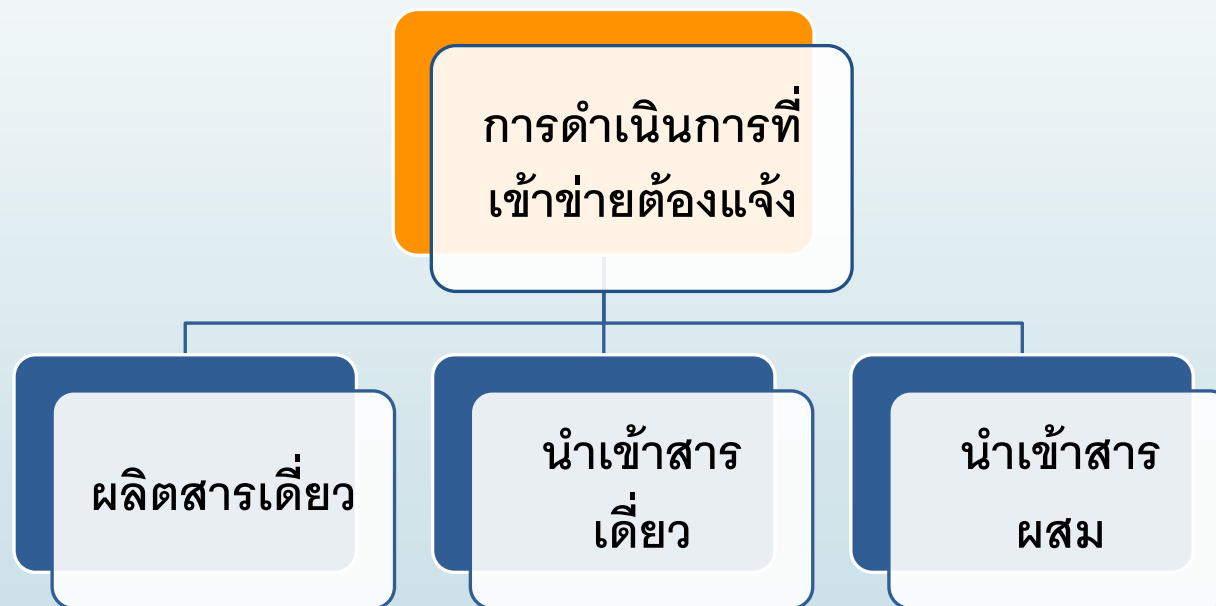 การดำเนินการที่
เข้าข่ายต้องแจ้ง
ผลิตสารเดี่ยว
นำเข้าสาร
เดี่ยว
นำเข้าสาร
ผสม